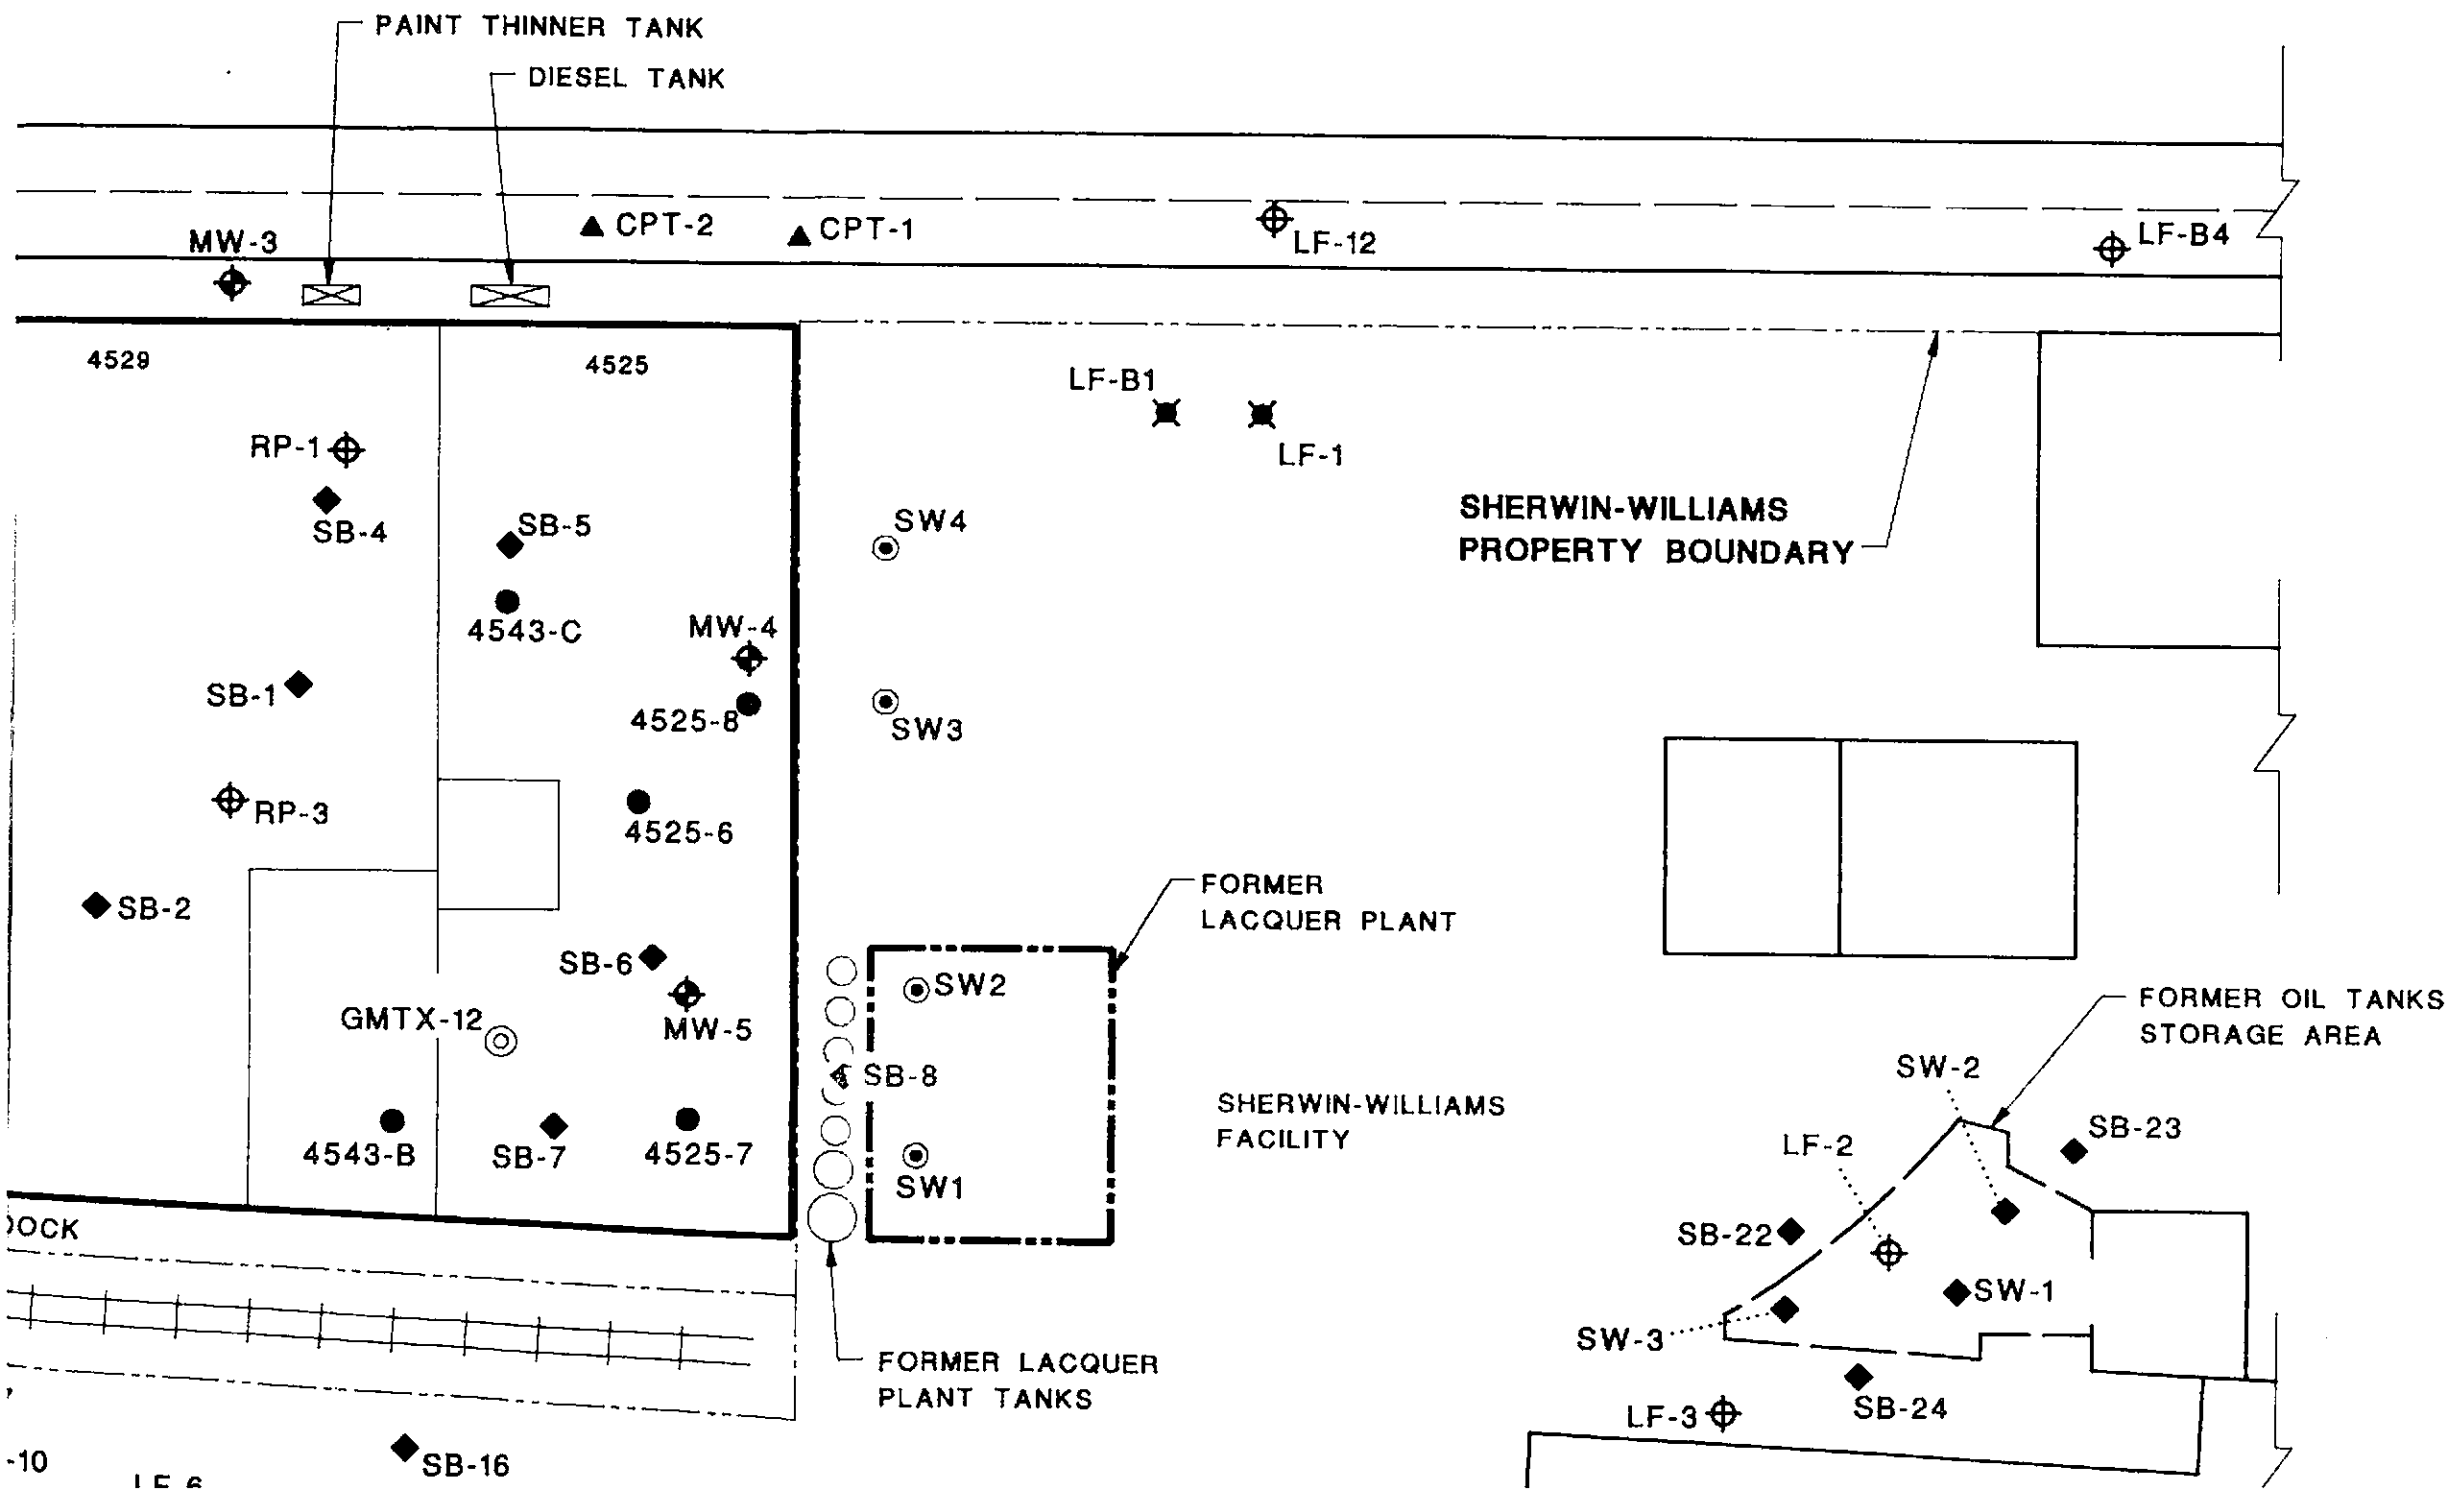 PAINT THINNER TANK
DIESEL TANK
CPT-2
CPT-1
MW-3
LF-12
LF-B4
4529
4525
LF-B1
RP-1
LF-1
SB-4
SB-5
SW4
SHERWIN-WILLIAMS
PROPERTY BOUNDARY
4543-C
MW-4
SB-1
4525-8
SW3
RP-3
4525-6
FORMER
LACQUER PLANT
SB-2
SB-6
SW2
FORMER OIL TANKS
STORAGE AREA
GMTX-12
MW-5
SB-8
SW-2
SHERWIN-WILLIAMS
FACILITY
SB-23
LF-2
4543-B
SB-7
4525-7
SW1
DOCK
SB-22
SW-1
SW-3
FORMER LACQUER
PLANT TANKS
SB-24
LF-3
-10
SB-16
LF-6